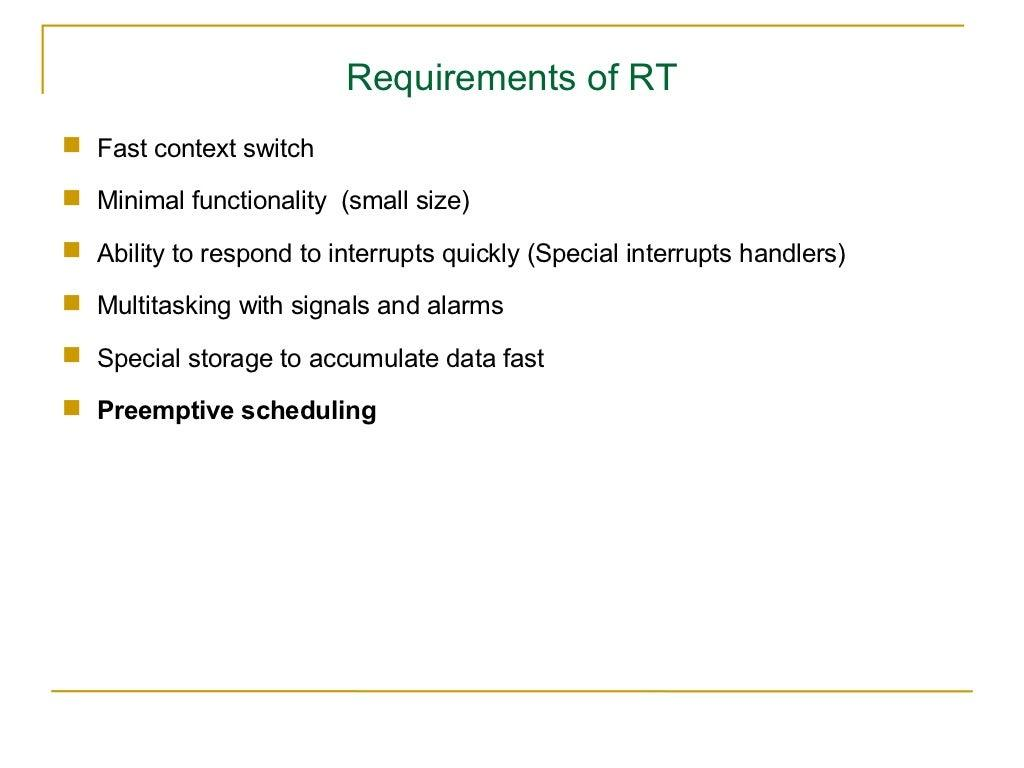 Requirements of RT
Fast context switch
Minimal functionality  (small size)
Ability to respond to interrupts quickly (Special interrupts handlers)
Multitasking with signals and alarms
Special storage to accumulate data fast
Preemptive scheduling